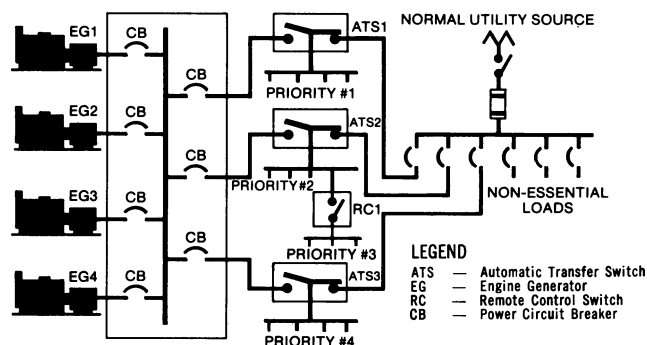 EG1
CB
CB
ATS1
PRIORITY #1
NORMAL UTILITY SOURCE
EG2
CB
CB
ATS2
PRIORITY #2
RC1
NON-ESSENTIAL
LOADS
EG3
CB
CB
PRIORITY #3
ATS3
EG4
CB
PRIORITY #4
LEGEND
ATS — Automatic Transfer Switch
EG — Engine Generator
RC — Remote Control Switch
CB — Power Circuit Breaker